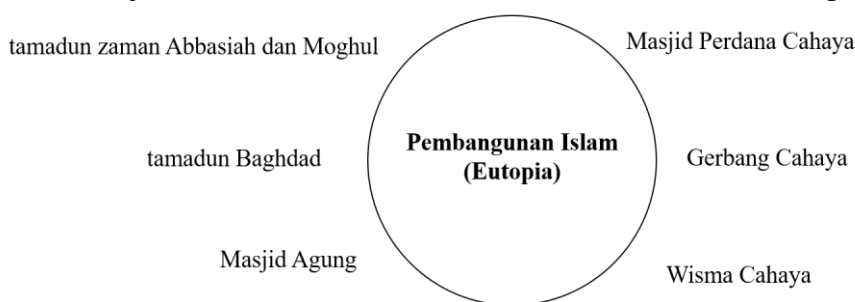 tamadun zaman Abbasiah dan Moghul
Masjid Perdana Cahaya
tamadun Baghdad
Pembangunan Islam
(Eutopia)
Gerbang Cahaya
Masjid Agung
Wisma Cahaya